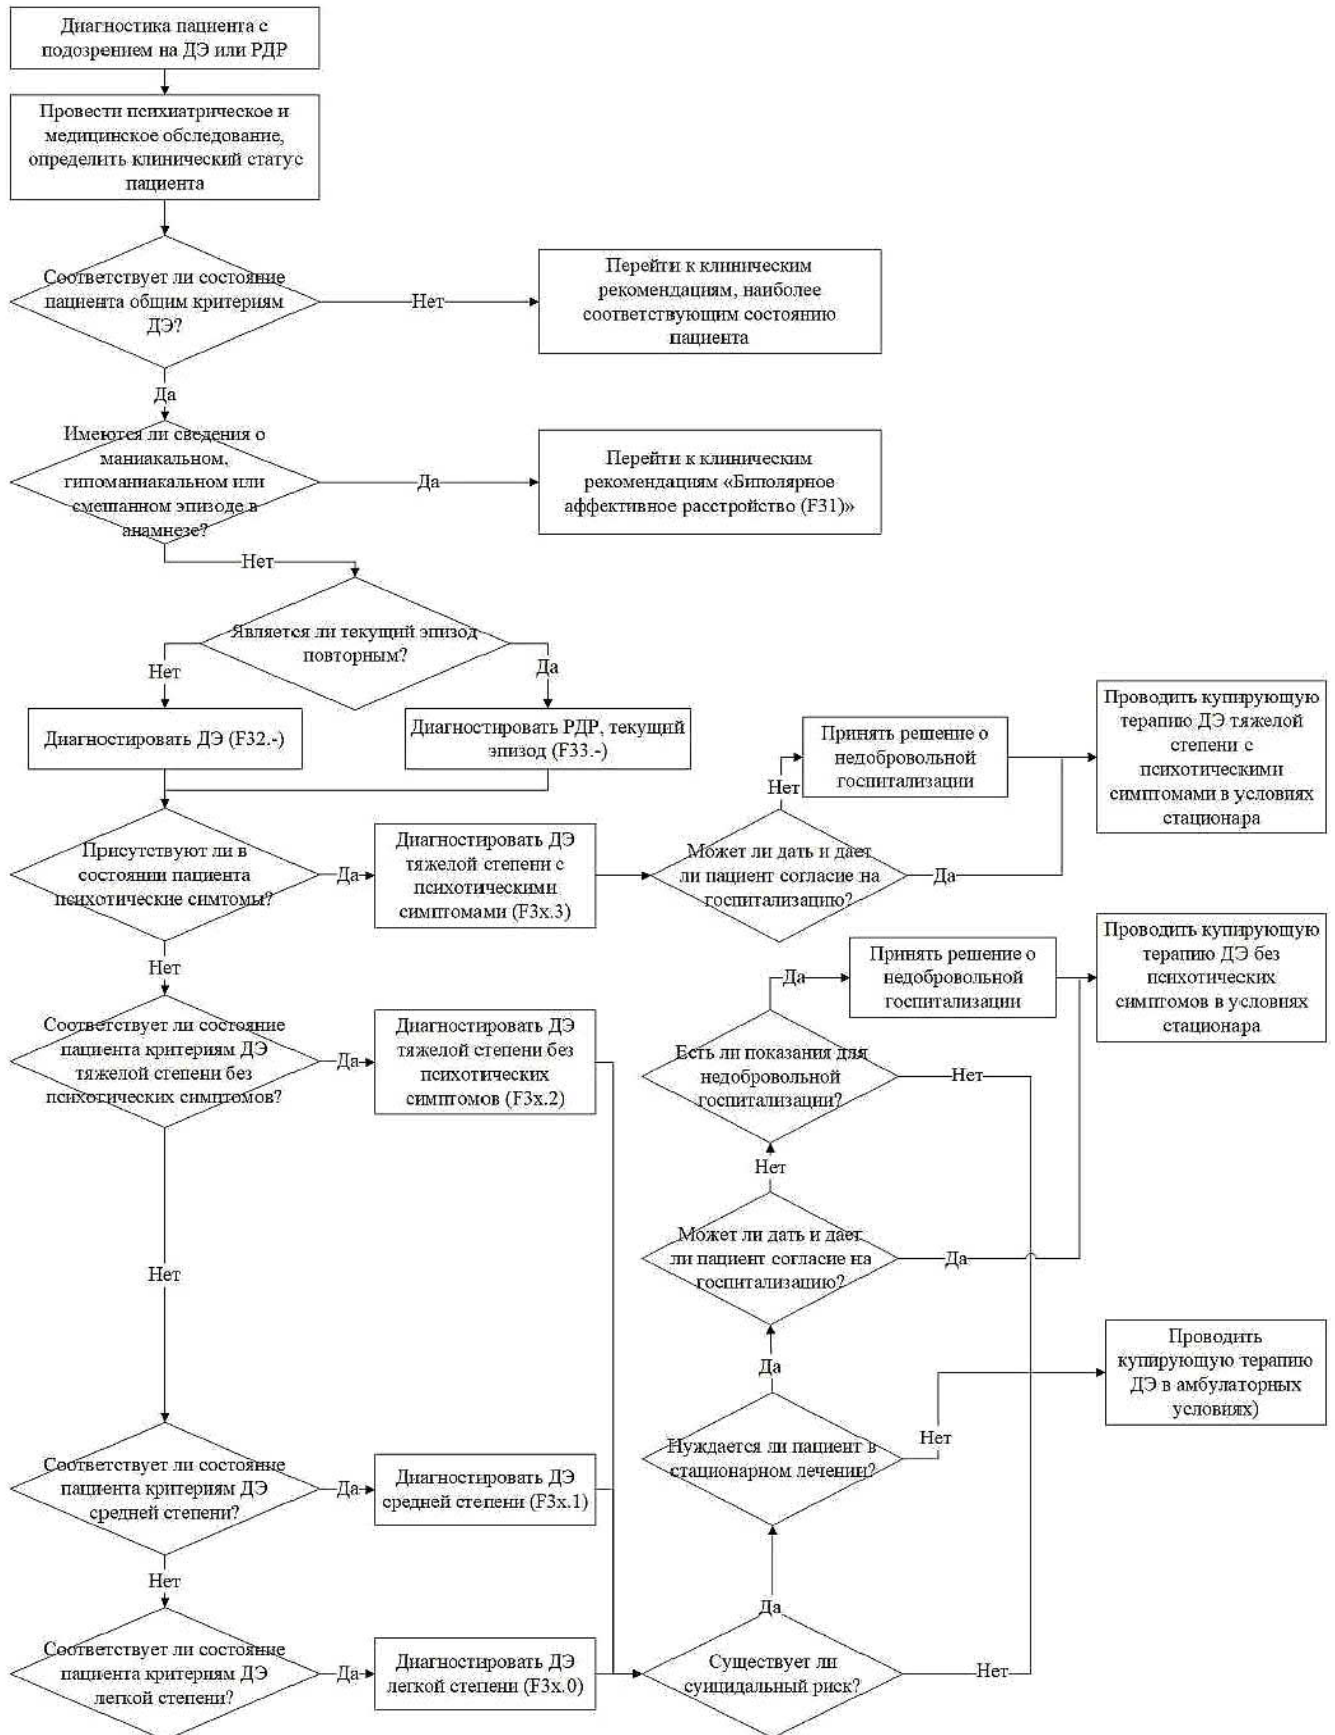 Диагностика пациента с
подозрением на ДЭ или РДР
Провести психиатрическое и
медицинское обследование,
определить клинический статус
пациента
Соответствует ли состояние
пациента общим критериям
ДЭ?
Нет
Перейти к клиническим
рекомендациям, наиболее
соответствующим состоянию
пациента
Да
Имеются ли сведения о
маниакальном,
гипоманиакальном или
смешанном эпизоде в
анамнезе?
Да
Перейти к клиническим
рекомендациям «Биполярное
аффективное расстройство (F31)»
Нет
Является ли текущий эпизод
повторным?
Нет
Да
Диагностировать ДЭ (F32.-)
Диагностировать РДР, текущий
эпизод (F33.-)
Присутствуют ли в
состоянии пациента
психотические симтомы?
Да
Диагностировать ДЭ
тяжелой степени с
психотическими
симптомами (F3x.3)
Может ли дать и дает
ли пациент согласие на
госпитализацию?
Нет
Принять решение о
недобровольной
госпитализации
Да
Проводить купирующую
терапию ДЭ тяжелой
степени с
психотическими
симптомами в условиях
стационара
Нет
Соответствует ли состояние
пациента критериям ДЭ
тяжелой степени без
психотических симптомов?
Да
Диагностировать ДЭ
тяжелой степени без
психотических
симптомов (F3x.2)
Есть ли показания для
недобровольной
госпитализации?
Да
Принять решение о
недобровольной
госпитализации
Проводить купирующую
терапию ДЭ без
психотических
симптомов в условиях
стационара
Нет
Нет
Может ли дать и дает
ли пациент согласие на
госпитализацию?
Да
Нет
Да
Проводить
купирующую терапию
ДЭ в амбулаторных
условиях)
Нуждается ли пациент в
стационарном лечении?
Нет
Соответствует ли состояние
пациента критериям ДЭ
средней степени?
Да
Диагностировать ДЭ
средней степени (F3x.1)
Нет
Да
Соответствует ли состояние
пациента критериям ДЭ
легкой степени?
Да
Диагностировать ДЭ
легкой степени (F3x.0)
Существует ли
суицидальный риск?
Нет